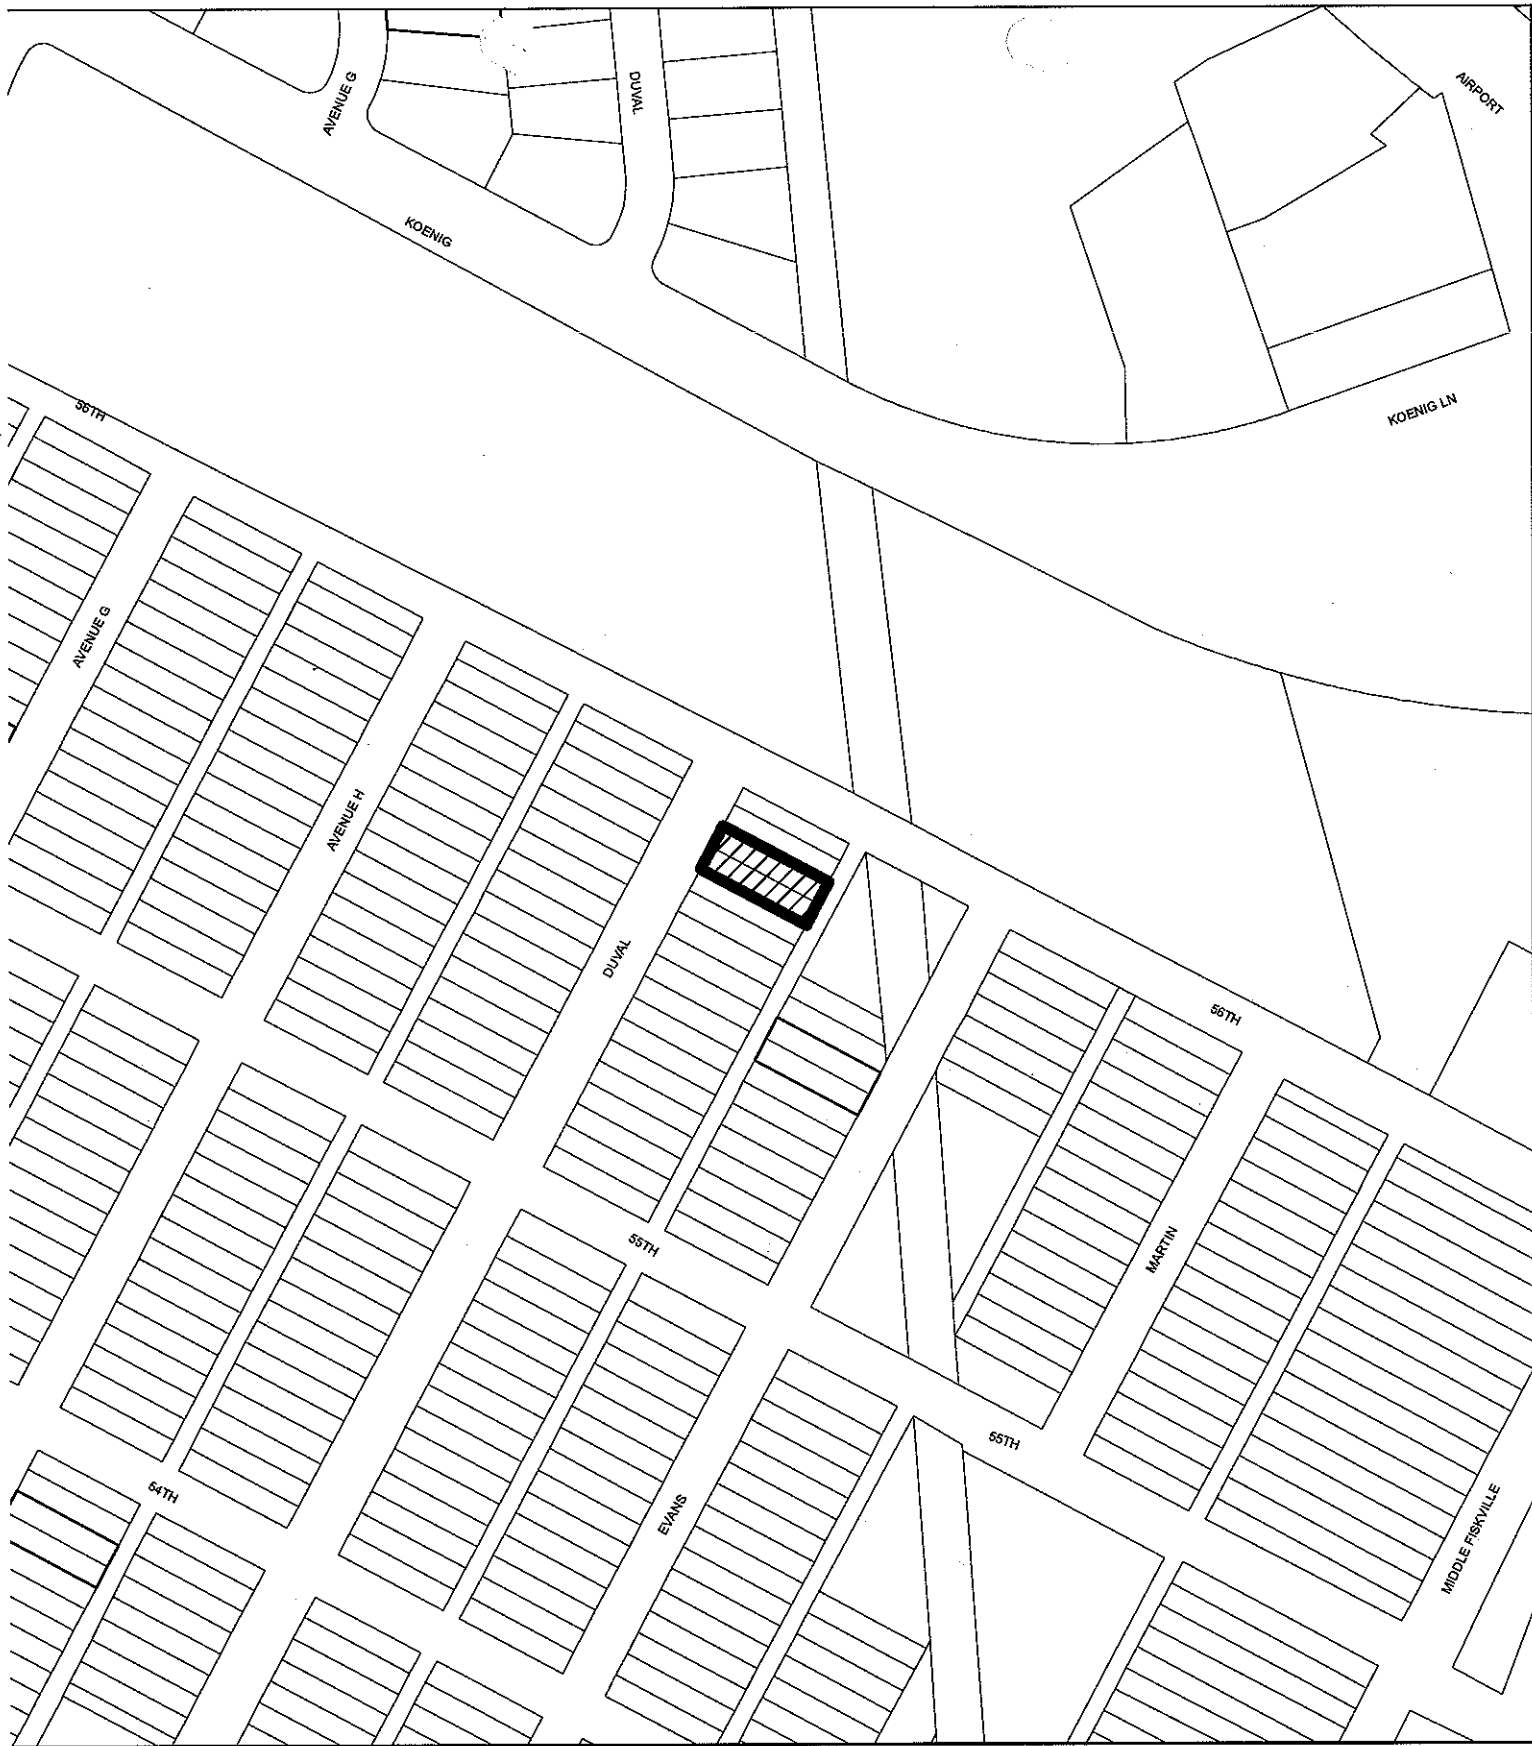 AIRPORT
AVENUE G
DUVAL
KOENIG
KOENIG LN
56TH
AVENUE G
AVENUE H
DUVAL
56TH
55TH
MARTIN
55TH
54TH
EVANS
MIDDLE FISKVILLE